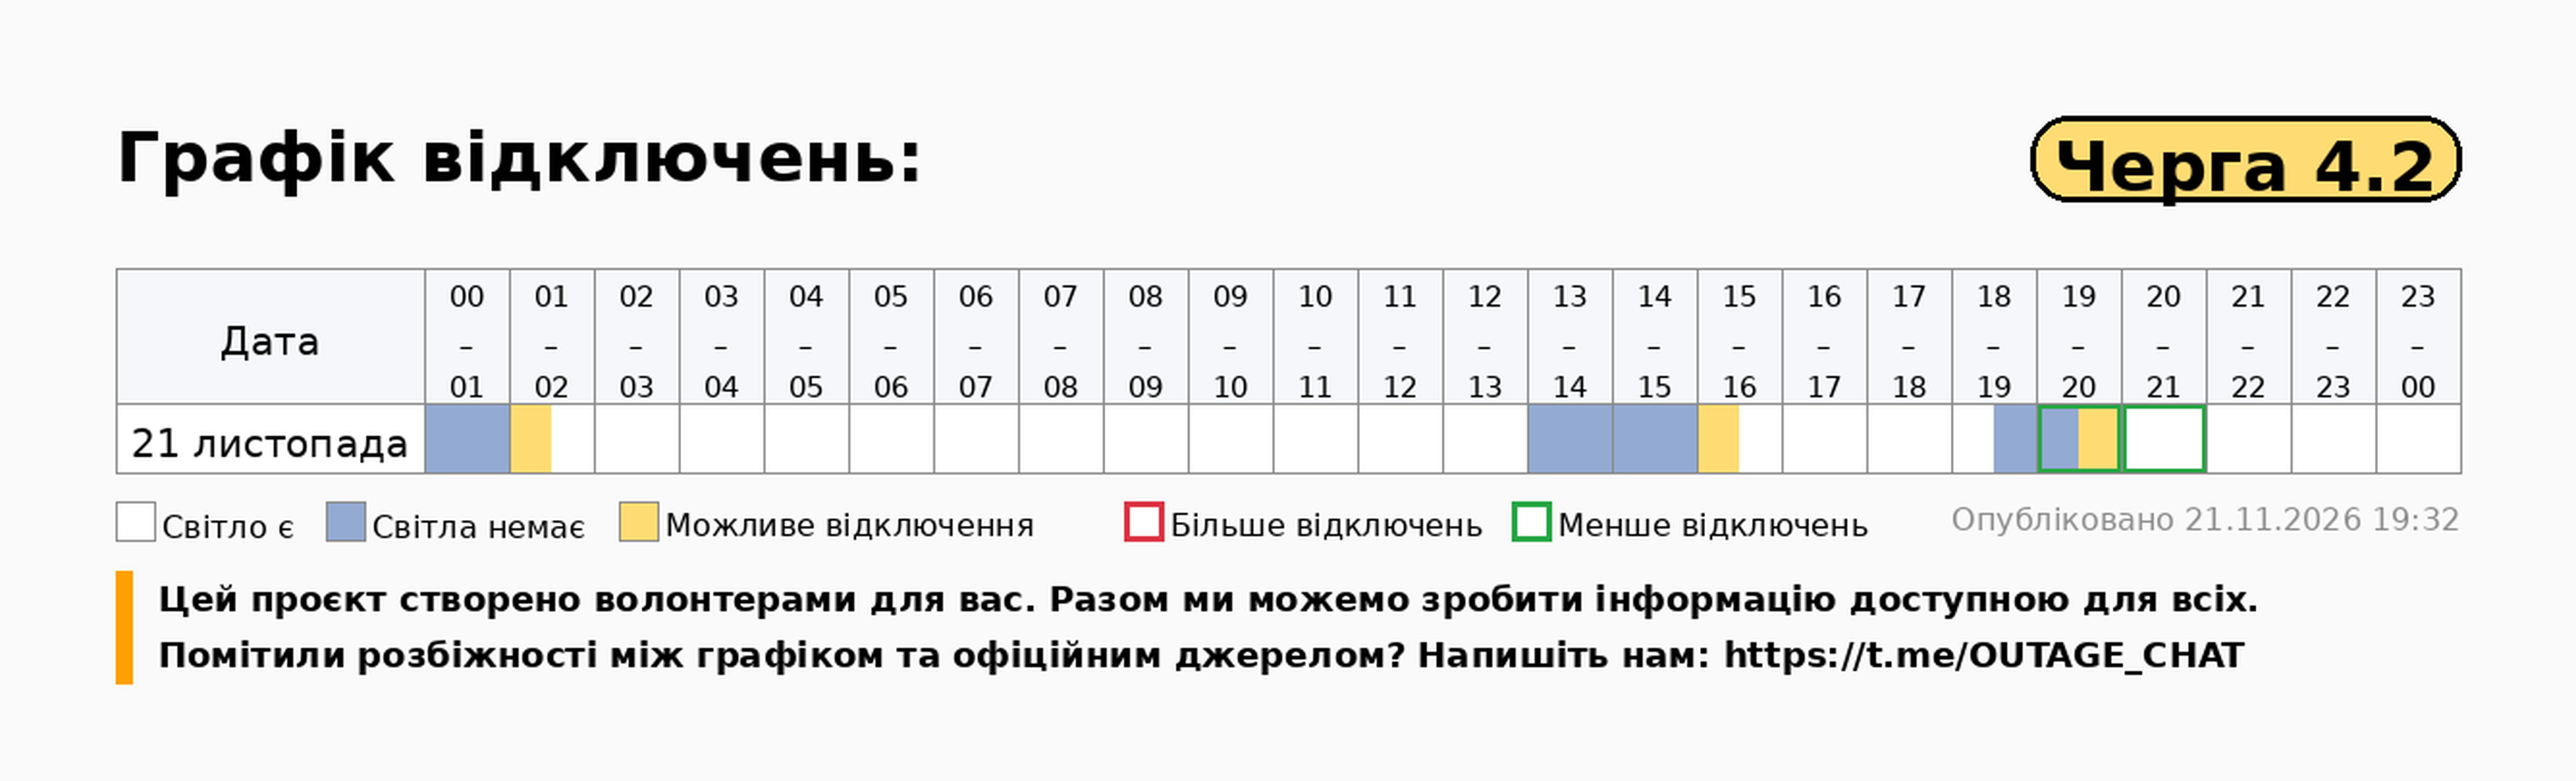 Графік відключень:
Черга 4.2
Дата
00 – 01
01 – 02
02 – 03
03 – 04
04 – 05
05 – 06
06 – 07
07 – 08
08 – 09
09 – 10
10 – 11
11 – 12
12 – 13
13 – 14
14 – 15
15 – 16
16 – 17
17 – 18
18 – 19
19 – 20
20 – 21
21 – 22
22 – 23
23 – 00
21 листопада
Світло є
Світла немає
Можливе відключення
Більше відключень
Менше відключень
Опубліковано 21.11.2026 19:32
Цей проєкт створено волонтерами для вас. Разом ми можемо зробити інформацію доступною для всіх.
Помітили розбіжності між графіком та офіційним джерелом? Напишіть нам: https://t.me/OUTAGE_CHAT